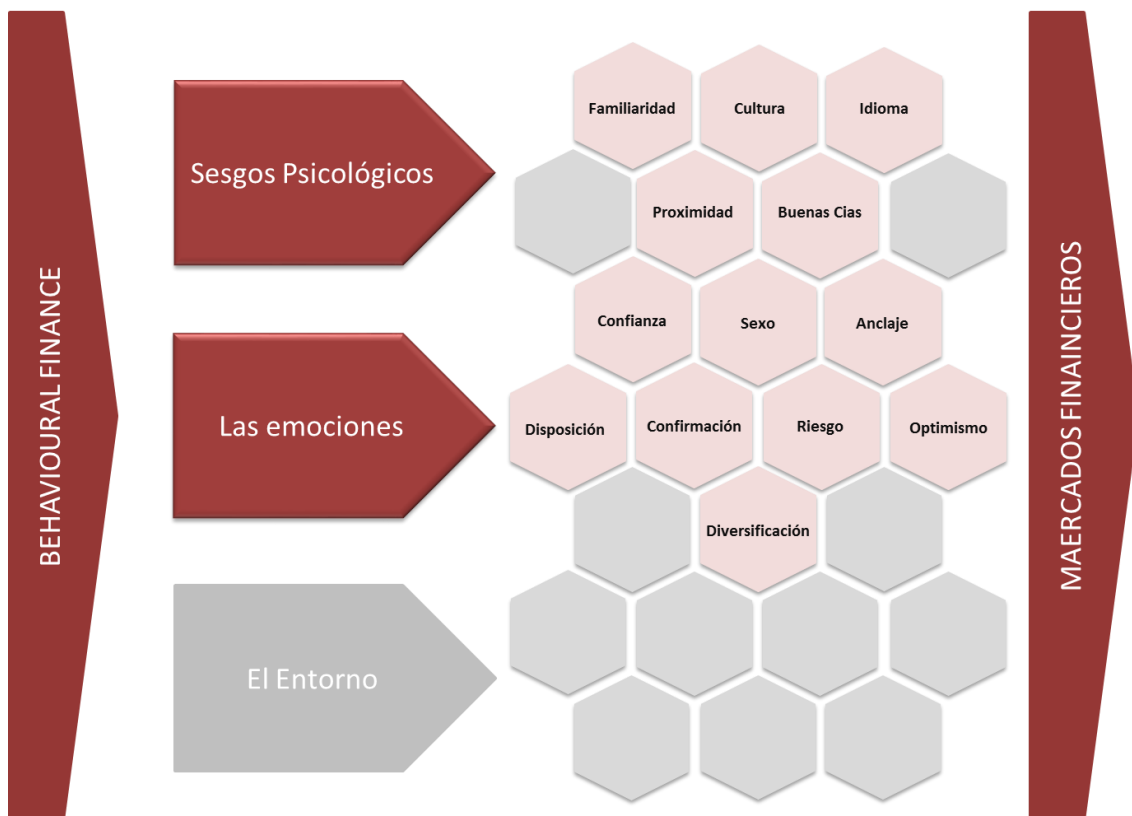 BEHAVIOURAL FINANCE
Sesgos Psicológicos
Las emociones
El Entorno
Familiaridad
Cultura
Idioma
Proximidad
Buenas Cias
Confianza
Sexo
Anclaje
Disposición
Confirmación
Riesgo
Optimismo
Diversificación
MAERCADOS FINAINCIEROS